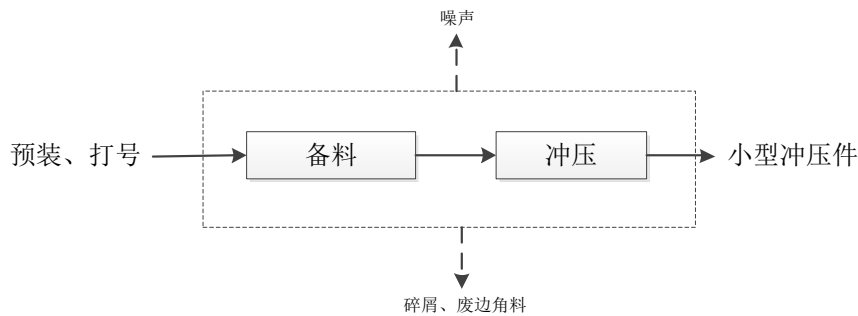 噪声
预装、打号
备料
冲压
小型冲压件
碎屑、废边角料